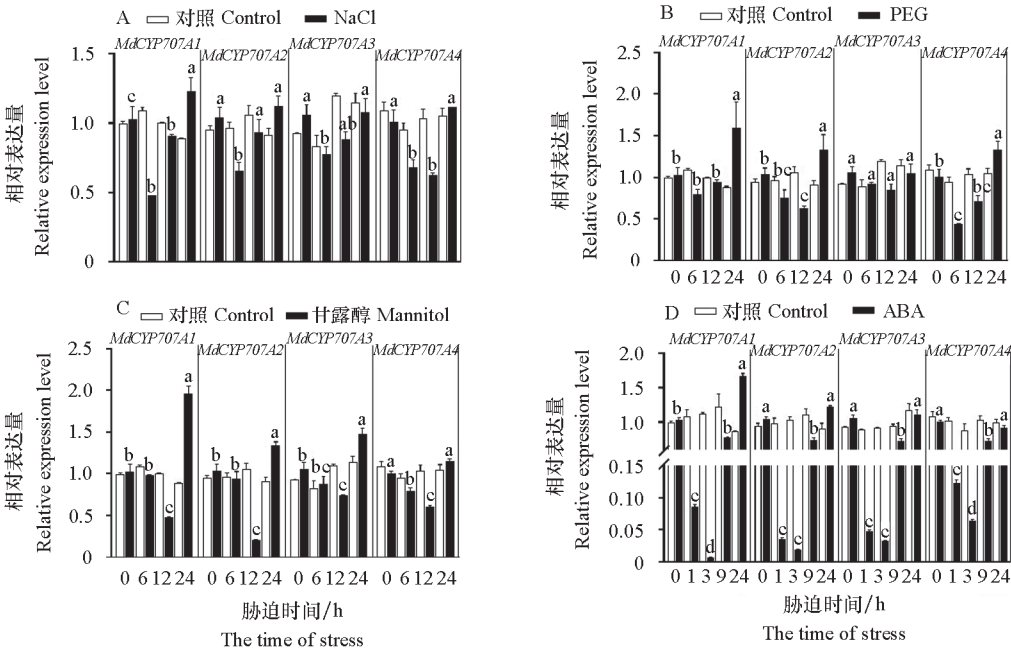 A 对照 Control NaCl
MdCYP707A1 MdCYP707A2 MdCYP707A3 MdCYP707A4
相对表达量
Relative expression level
1.5
1.0
0.5
0
c b b a
a b a a
a b ab a
a b b a
B 对照 Control PEG
MdCYP707A1 MdCYP707A2 MdCYP707A3 MdCYP707A4
相对表达量
Relative expression level
2.5
2.0
1.5
1.0
0.5
0
b b b a
b bc c a
a a a a
b c bc a
0 6 12 24 0 6 12 24 0 6 12 24 0 6 12 24
C 对照 Control 甘露醇 Mannitol
MdCYP707A1 MdCYP707A2 MdCYP707A3 MdCYP707A4
相对表达量
Relative expression level
2.5
2.0
1.5
1.0
0.5
0
b b c a
b b c a
b bc c a
a b c a
0 6 12 24 0 6 12 24 0 6 12 24 0 6 12 24
胁迫时间/h
The time of stress
D 对照 Control ABA
MdCYP707A1 MdCYP707A2 MdCYP707A3 MdCYP707A4
相对表达量
Relative expression level
2.0
1.5
1.0
0.15
0.10
0.05
0
b c d b a
a c c b a
a c c b a
a c d b a
0 1 3 9 24 0 1 3 9 24 0 1 3 9 24 0 1 3 9 24
胁迫时间/h
The time of stress